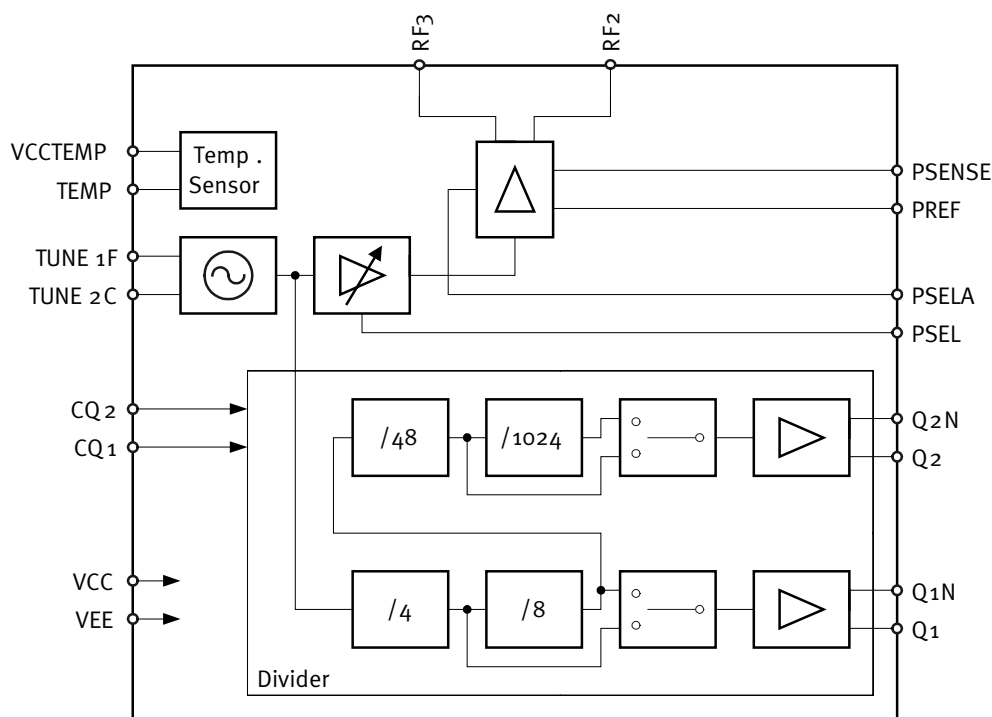 RF3
RF2
VCCTEMP
TEMP
Temp .
Sensor
PSENSE
PREF
TUNE 1F
TUNE 2C
PSELA
PSEL
CQ2
CQ1
/48
/1024
Q2N
Q2
VCC
VEE
/4
/8
Q1N
Q1
Divider